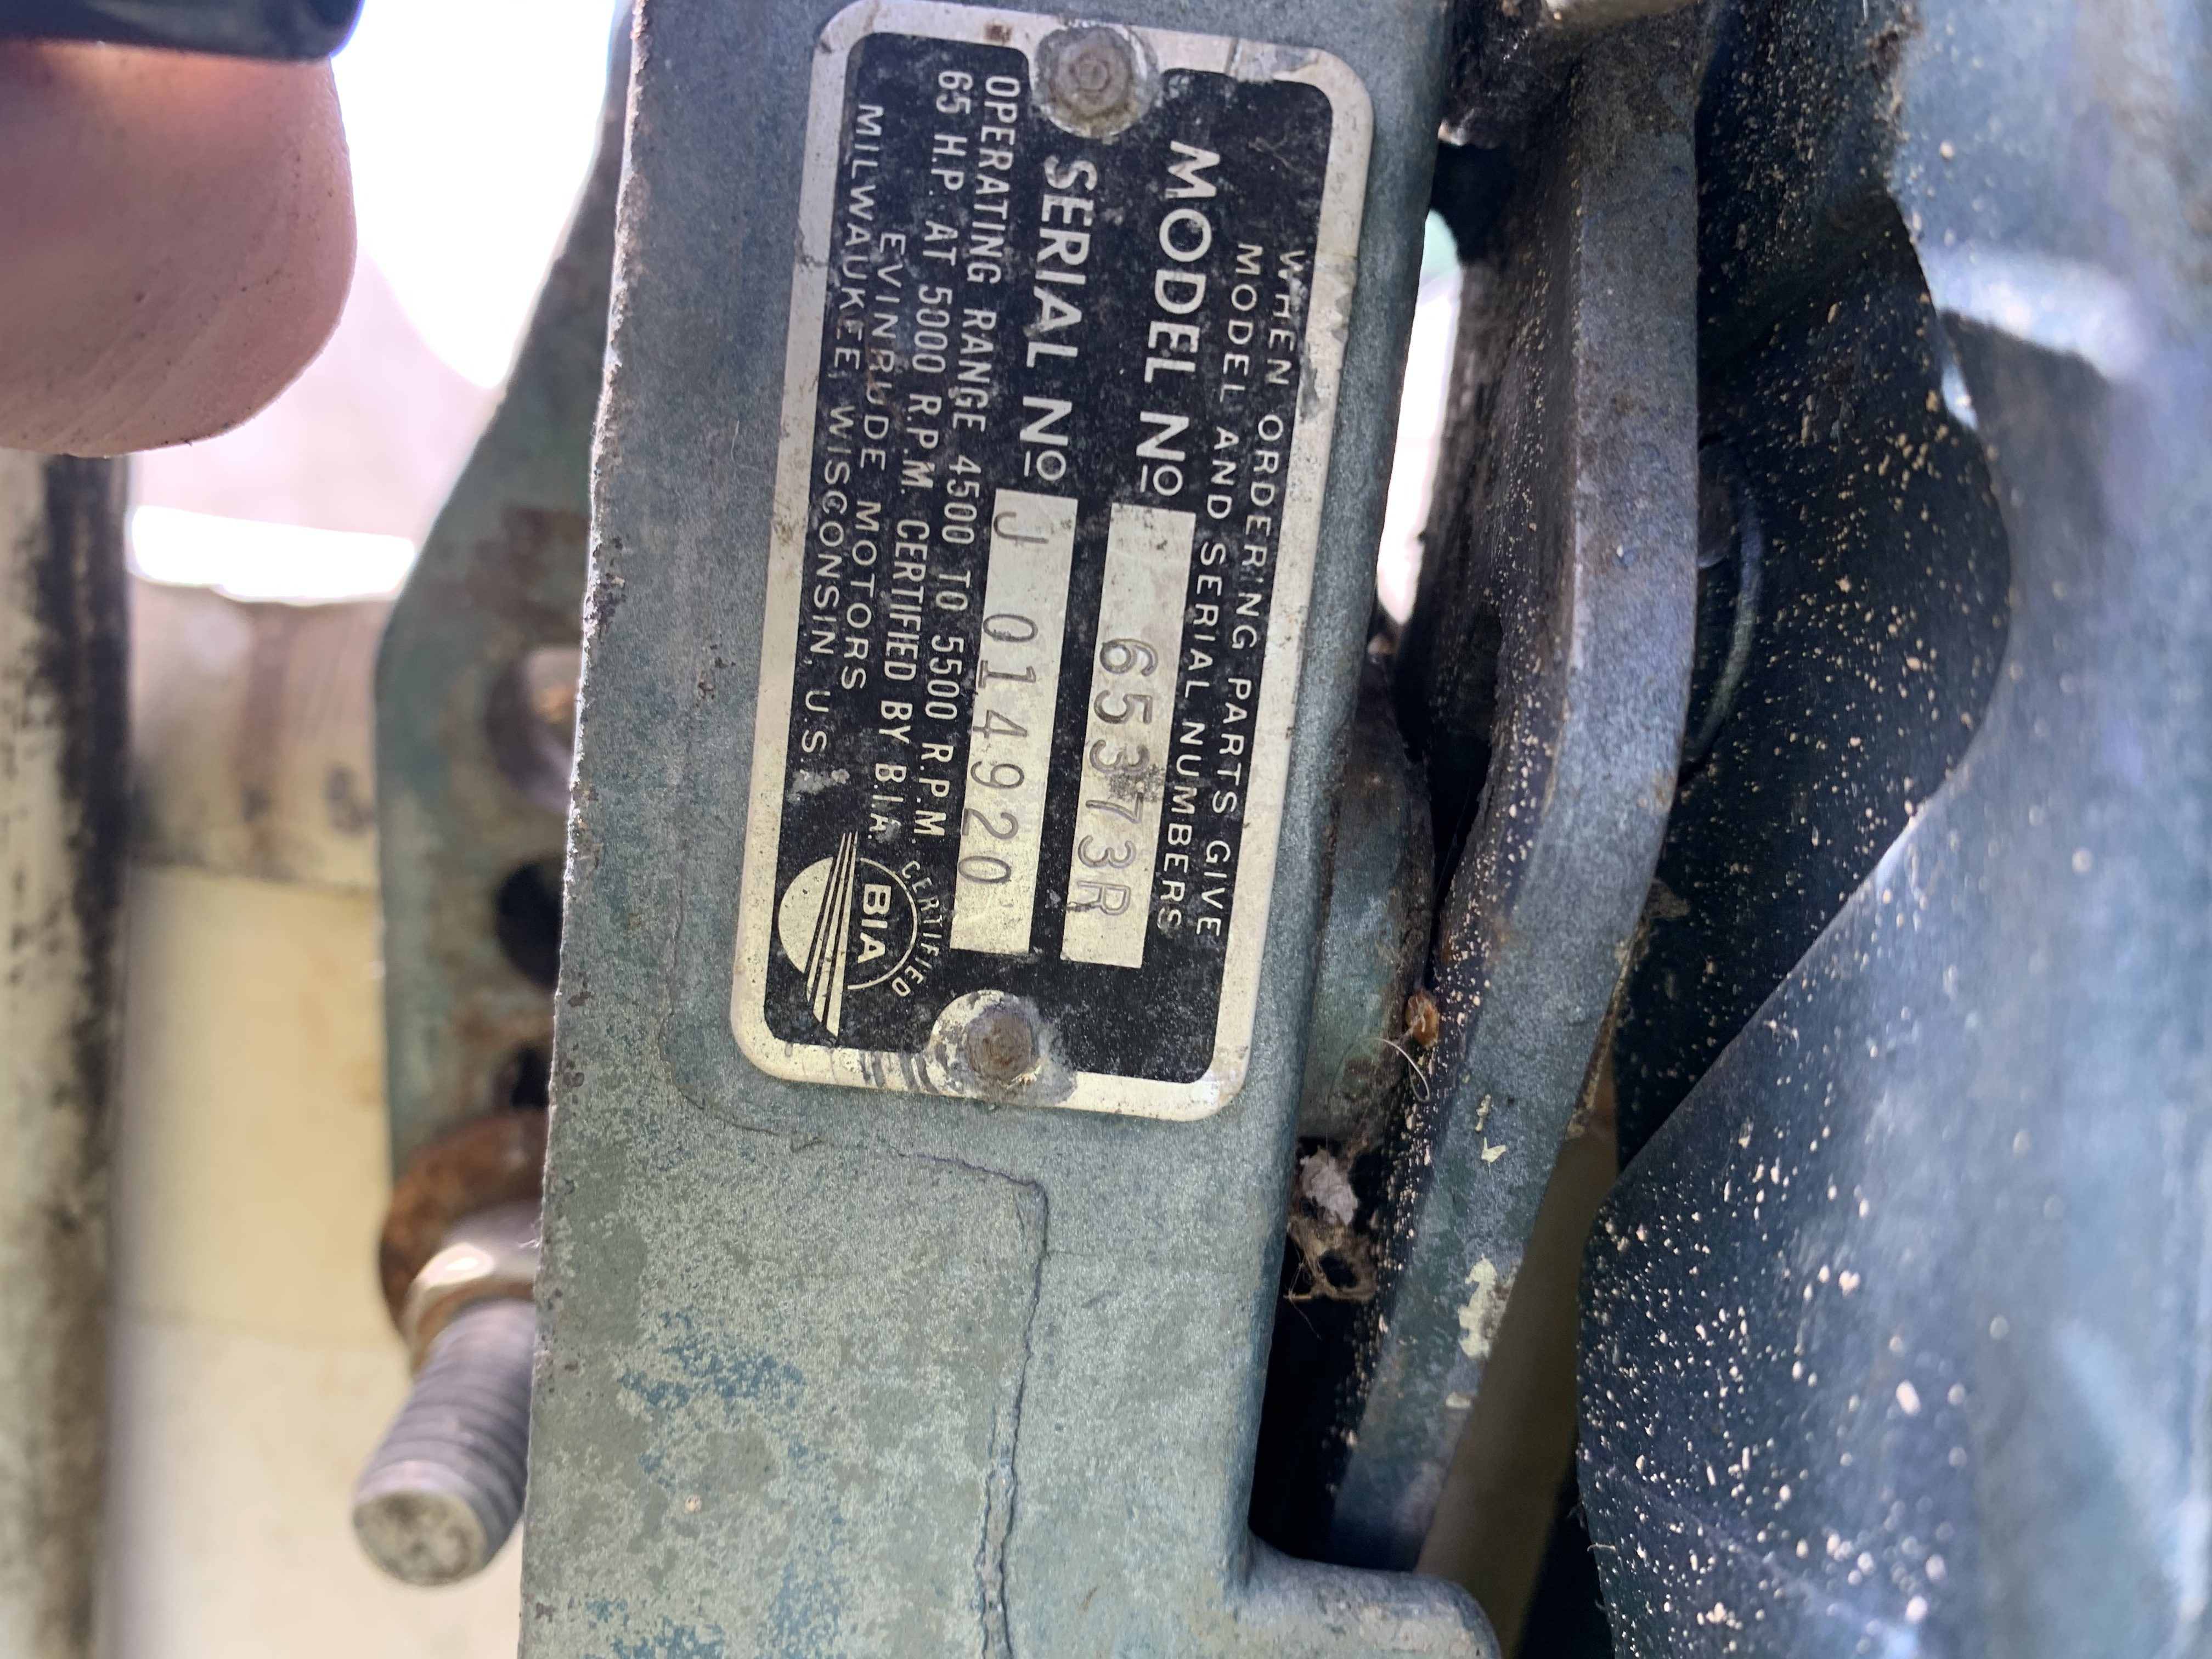 WHEN ORDERING PARTS GIVE
MODEL AND SERIAL NUMBERS
MODEL Nº 65373R
SERIAL Nº J 014920
OPERATING RANGE 4500 TO 5500 R.P.M.
65 H.P. AT 5000 R.P.M. CERTIFIED BY B.I.A.
EVINRUDE MOTORS
MILWAUKEE, WISCONSIN, U.S.A.
CERTIFIED
BIA